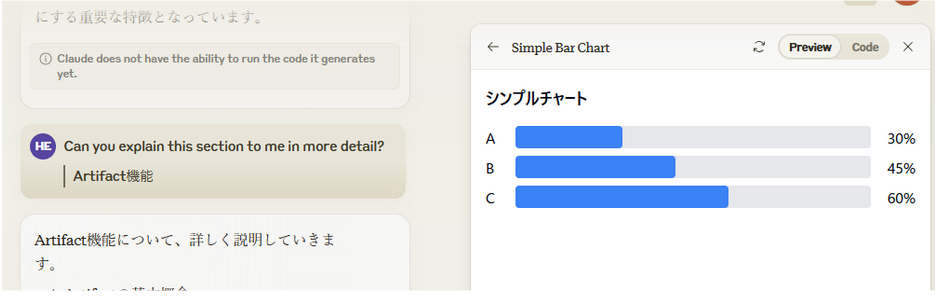 にする重要な特徴となっています。
Claude does not have the ability to run the code it generates
yet.
HE
Can you explain this section to me in more detail?
Artifact機能
Artifact機能について、詳しく説明していきま
す。
Simple Bar Chart
Preview
Code
シンプルチャート
A
30%
B
45%
C
60%